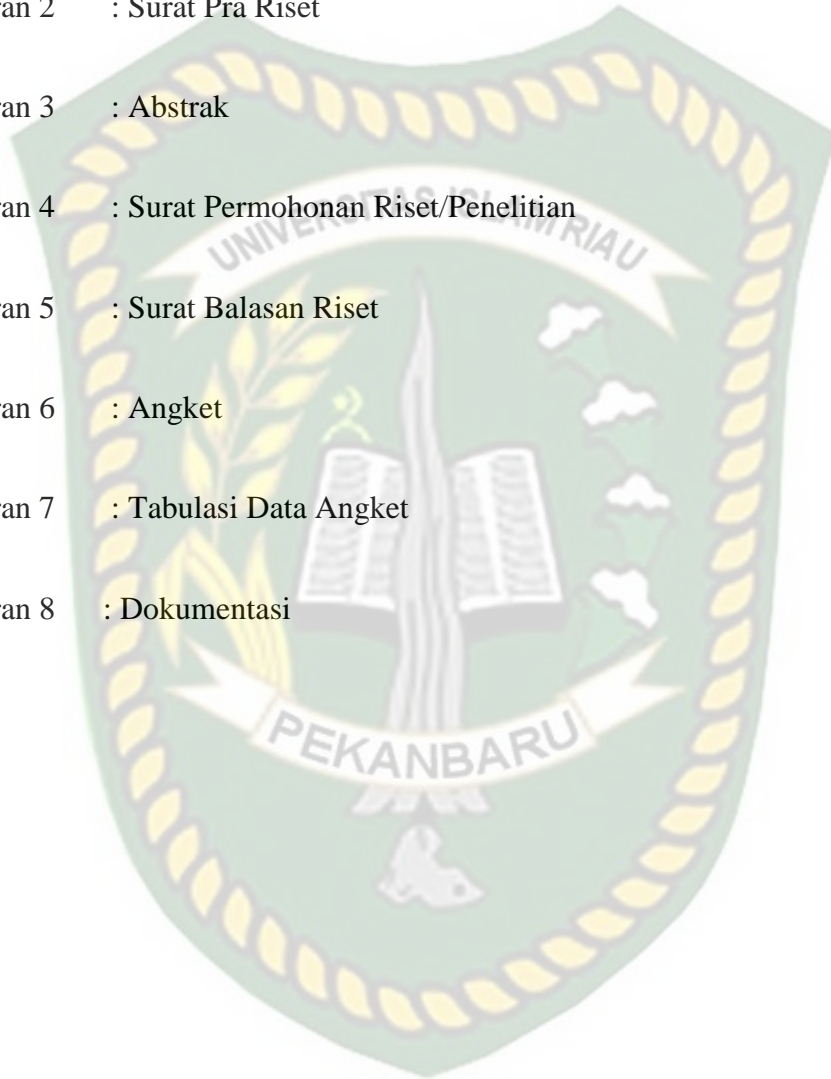 ran 2 : Surat Pra Riset
ran 3 : Abstrak
UNIVERSITAS ISLAM RIAU
ran 4 : Surat Permohonan Riset/Penelitian
ran 5 : Surat Balasan Riset
ran 6 : Angket
ran 7 : Tabulasi Data Angket
ran 8 : Dokumentasi
PEKANBARU